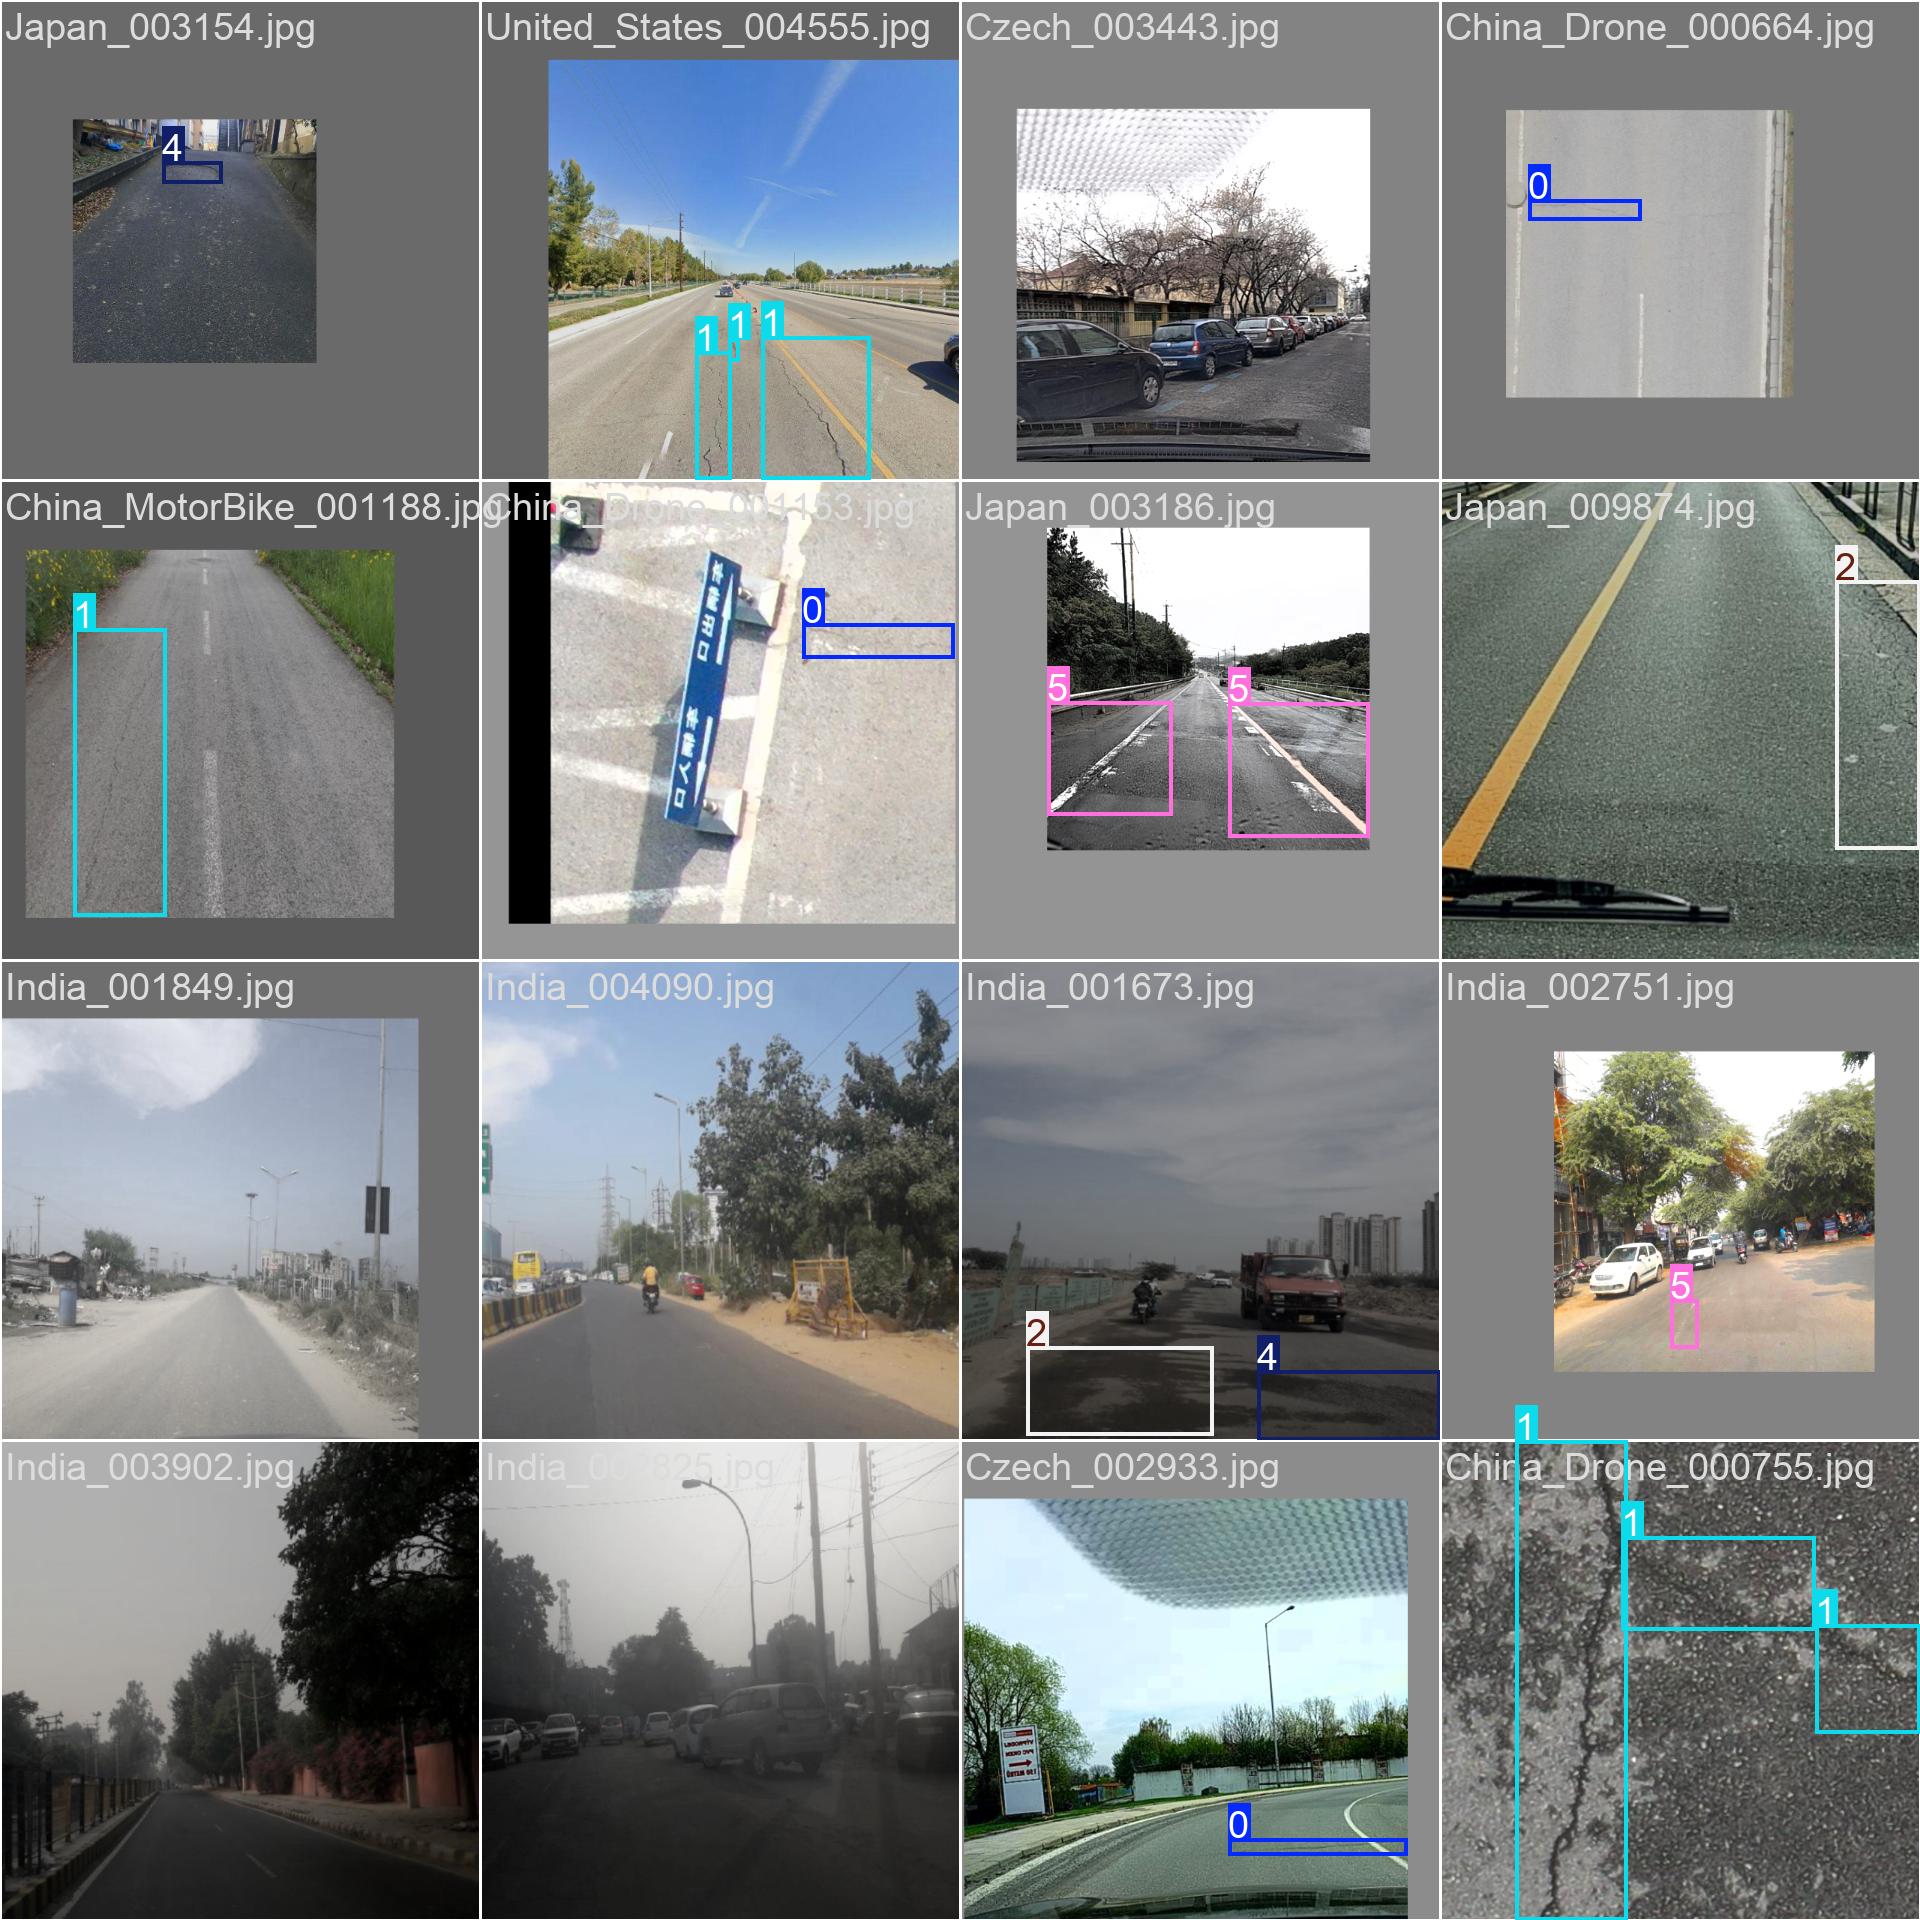 Japan_003154.jpg
United_States_004555.jpg
Czech_003443.jpg
China_Drone_000664.jpg
4
1
1
1
0
China_MotorBike_001188.jpg
China_Drone_001153.jpg
Japan_003186.jpg
Japan_009874.jpg
1
0
5
5
2
India_001849.jpg
India_004090.jpg
India_001673.jpg
India_002751.jpg
2
4
5
India_003902.jpg
Czech_002933.jpg
China_Drone_000755.jpg
0
1
1
1